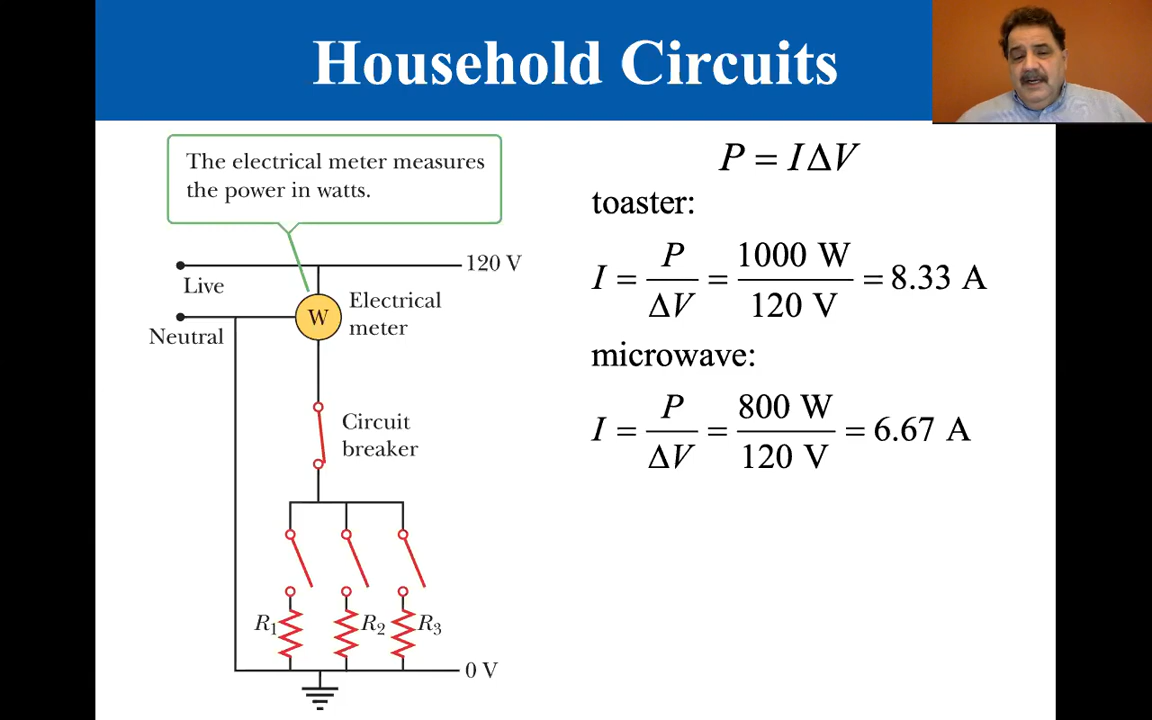 Household Circuits
The electrical meter measures
the power in watts.
120 V
Live
W
Electrical
meter
Neutral
Circuit
breaker
R1
R2
R3
0 V
P = I ΔV
toaster:
I = P/ΔV = 1000 W/120 V = 8.33 A
microwave:
I = P/ΔV = 800 W/120 V = 6.67 A